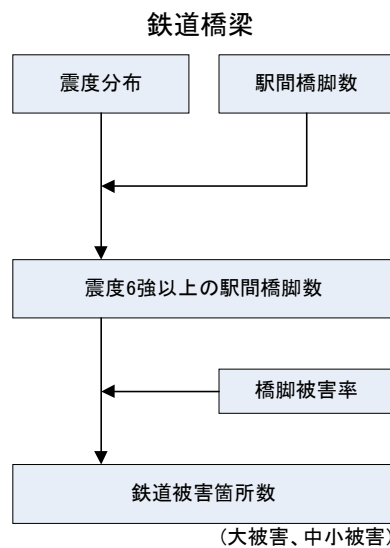 鉄道橋梁
震度分布
駅間橋脚数
震度6強以上の駅間橋脚数
橋脚被害率
鉄道被害箇所数
(大被害、中小被害)